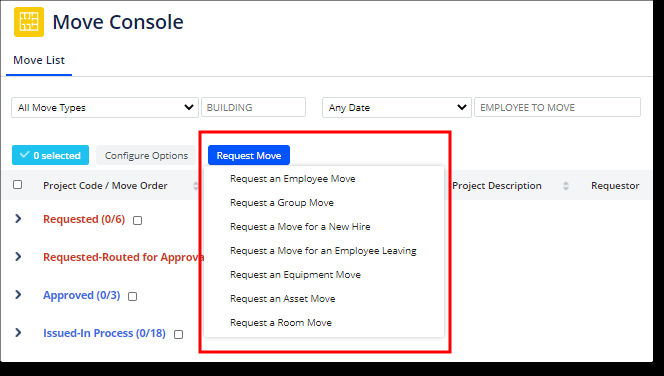 Move Console
Move List
All Move Types BUILDING Any Date EMPLOYEE TO MOVE
0 selected Configure Options Request Move
Project Code / Move Order Project Description Requestor
Request an Employee Move
Request a Group Move
Request a Move for a New Hire
Request a Move for an Employee Leaving
Request an Equipment Move
Request an Asset Move
Request a Room Move
Requested (0/6)
Requested-Routed for Approva
Approved (0/3)
Issued-In Process (0/18)